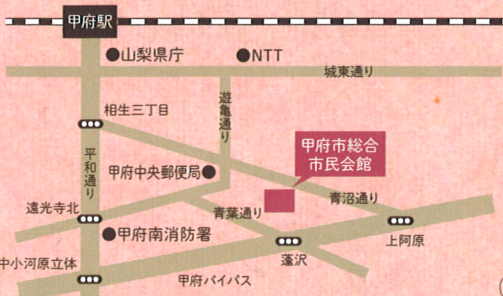 甲府駅
●山梨県庁
●NTT
城東通り
遊亀通り
相生三丁目
平和通り
甲府市総合
市民会館
甲府中央郵便局●
遠光寺北
青葉通り
青沼通り
●甲府南消防署
上阿原
蓬沢
中小河原立体
甲府バイパス